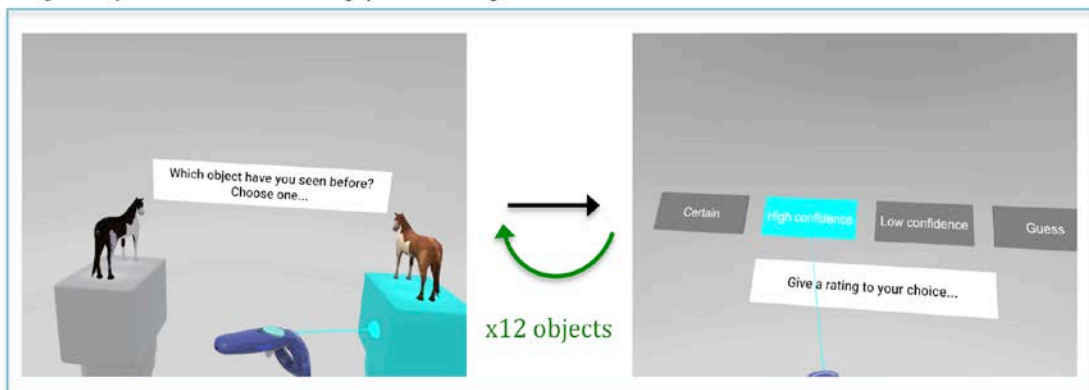 Which object have you seen before?
Choose one...
x12 objects
Certain
High confidence
Low confidence
Guess
Give a rating to your choice...